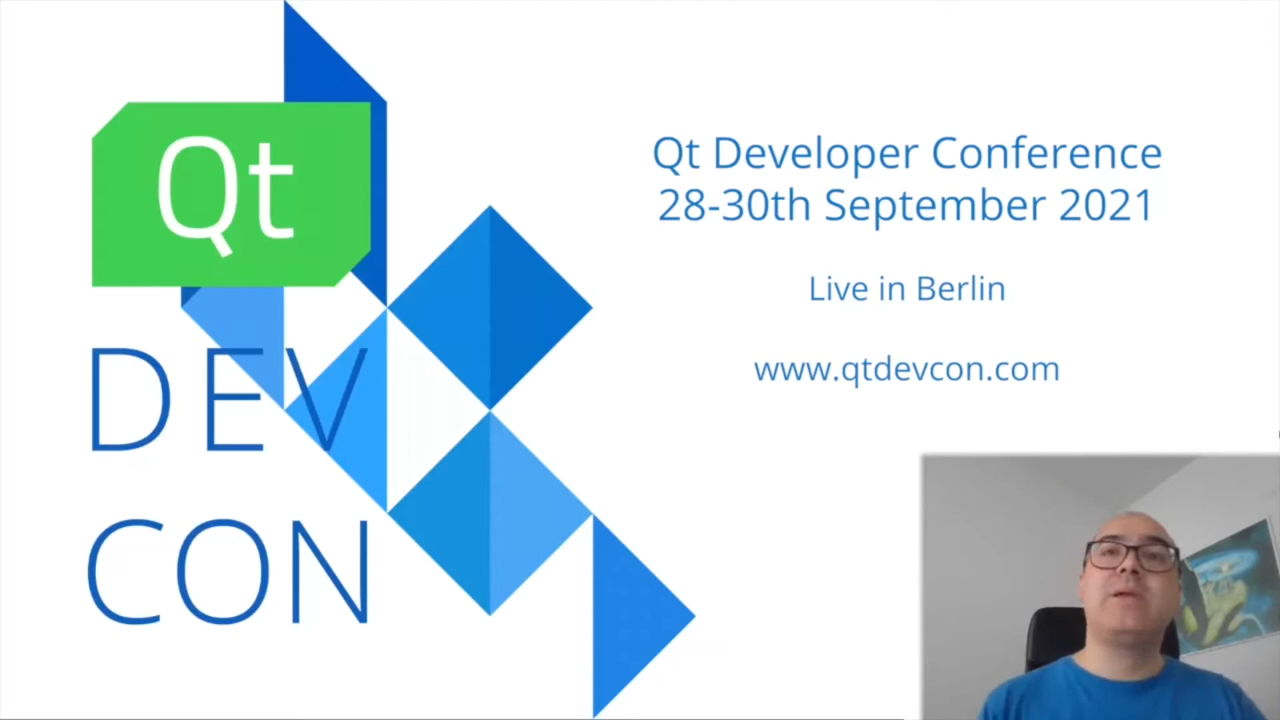 Qt
DEV
CON
Qt Developer Conference
28-30th September 2021
Live in Berlin
www.qtdevcon.com